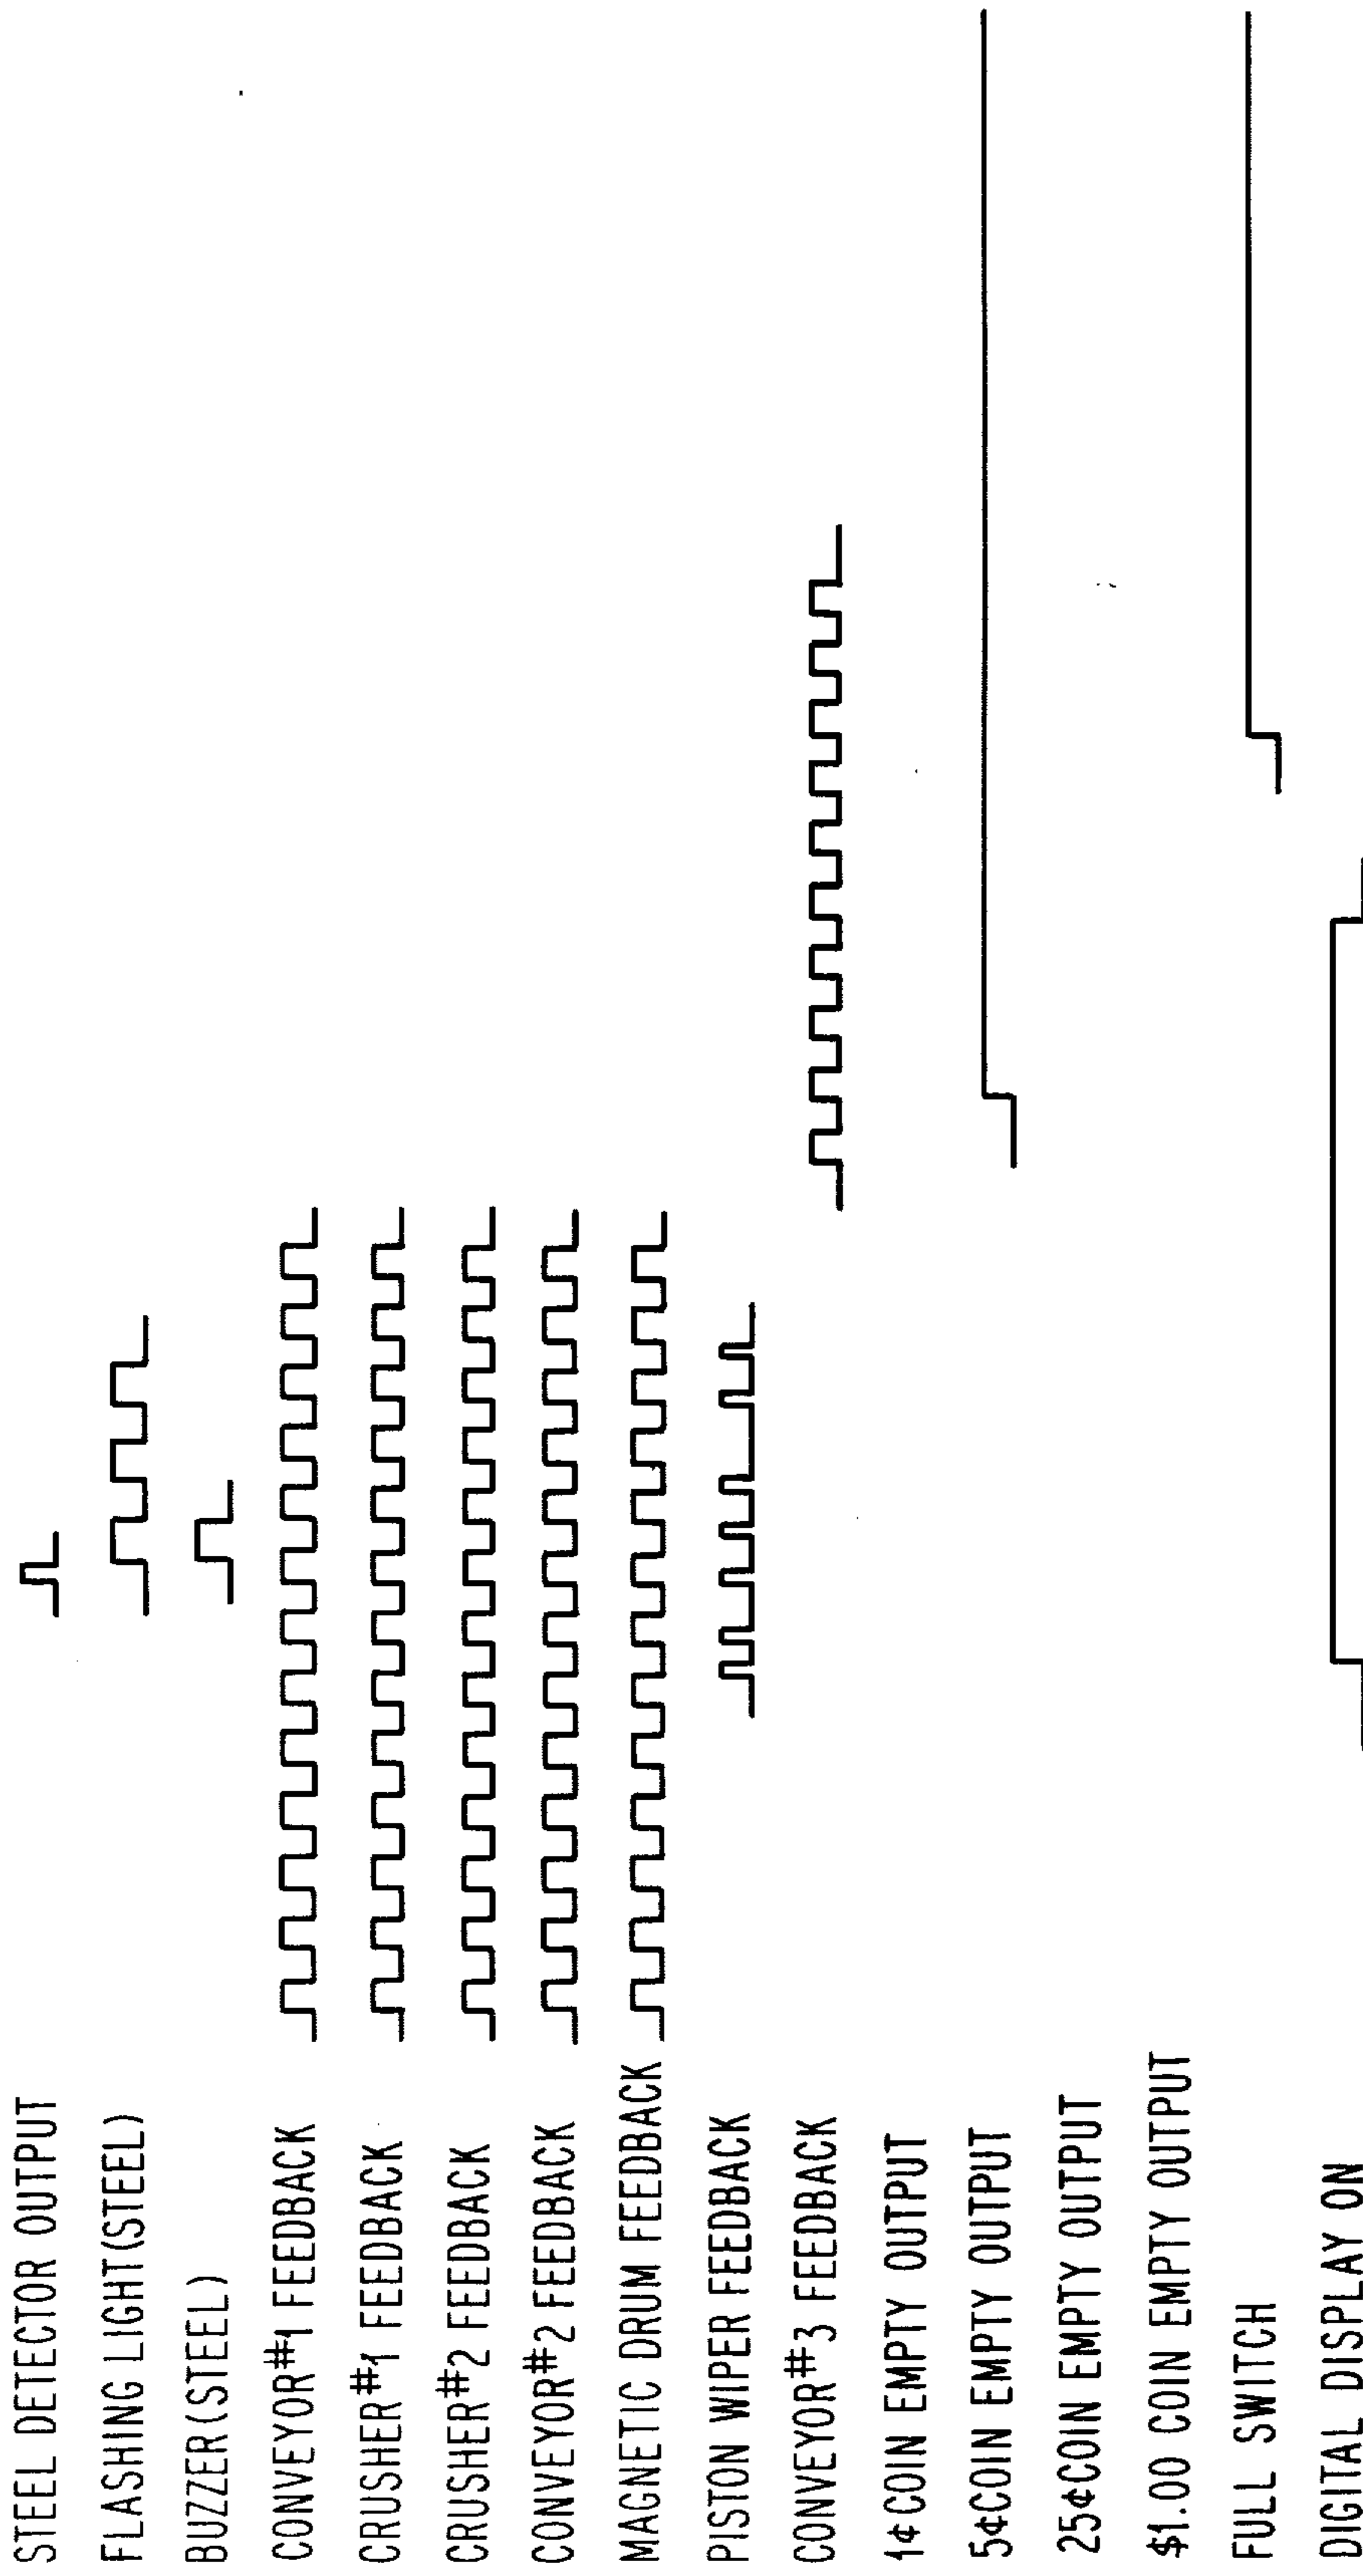 STEEL DETECTOR OUTPUT
FLASHING LIGHT(STEEL)
BUZZER(STEEL)
CONVEYOR#1 FEEDBACK
CRUSHER#1 FEEDBACK
CRUSHER#2 FEEDBACK
CONVEYOR#2 FEEDBACK
MAGNETIC DRUM FEEDBACK
PISTON WIPER FEEDBACK
CONVEYOR#3 FEEDBACK
1¢COIN EMPTY OUTPUT
5¢COIN EMPTY OUTPUT
25¢COIN EMPTY OUTPUT
$1.00 COIN EMPTY OUTPUT
FULL SWITCH
DIGITAL DISPLAY ON